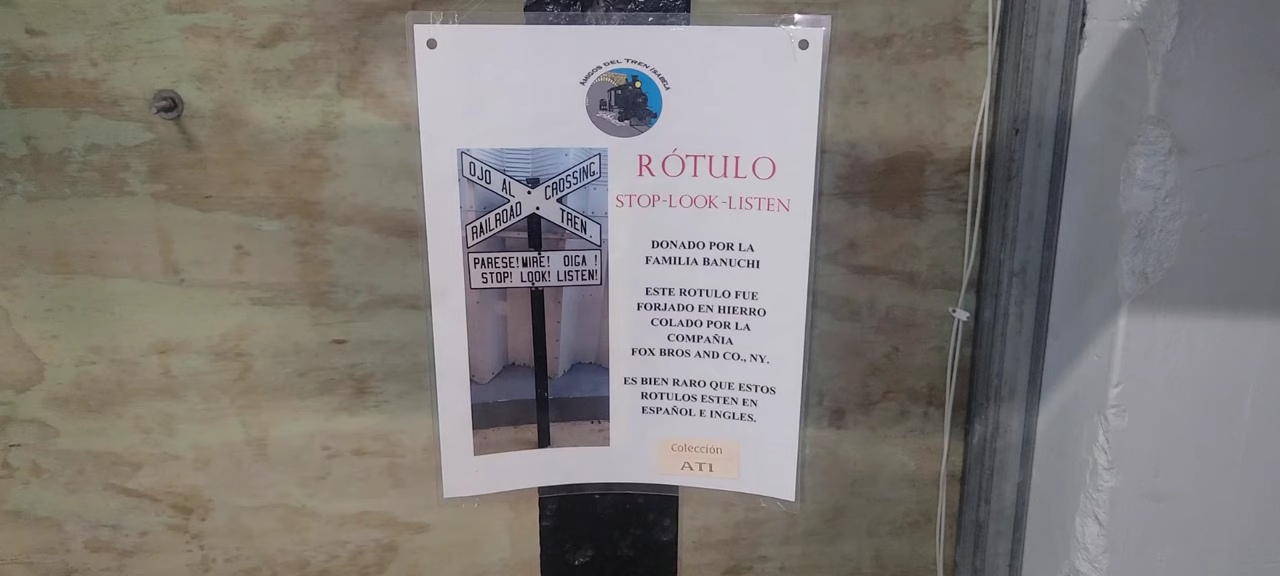 AMIGOS DEL TREN ISABELA
OJO AL CROSSING.
RAILROAD TREN.
PARESE! MIRE! OIGA !
STOP! LOOK! LISTEN!
RÓTULO
STOP-LOOK-LISTEN
DONADO POR LA
FAMILIA BANUCHI
ESTE ROTULO FUE
FORJADO EN HIERRO
COLADO POR LA
COMPAÑIA
FOX BROS AND CO., NY.
ES BIEN RARO QUE ESTOS
ROTULOS ESTEN EN
ESPAÑOL E INGLES.
Colección
ATI